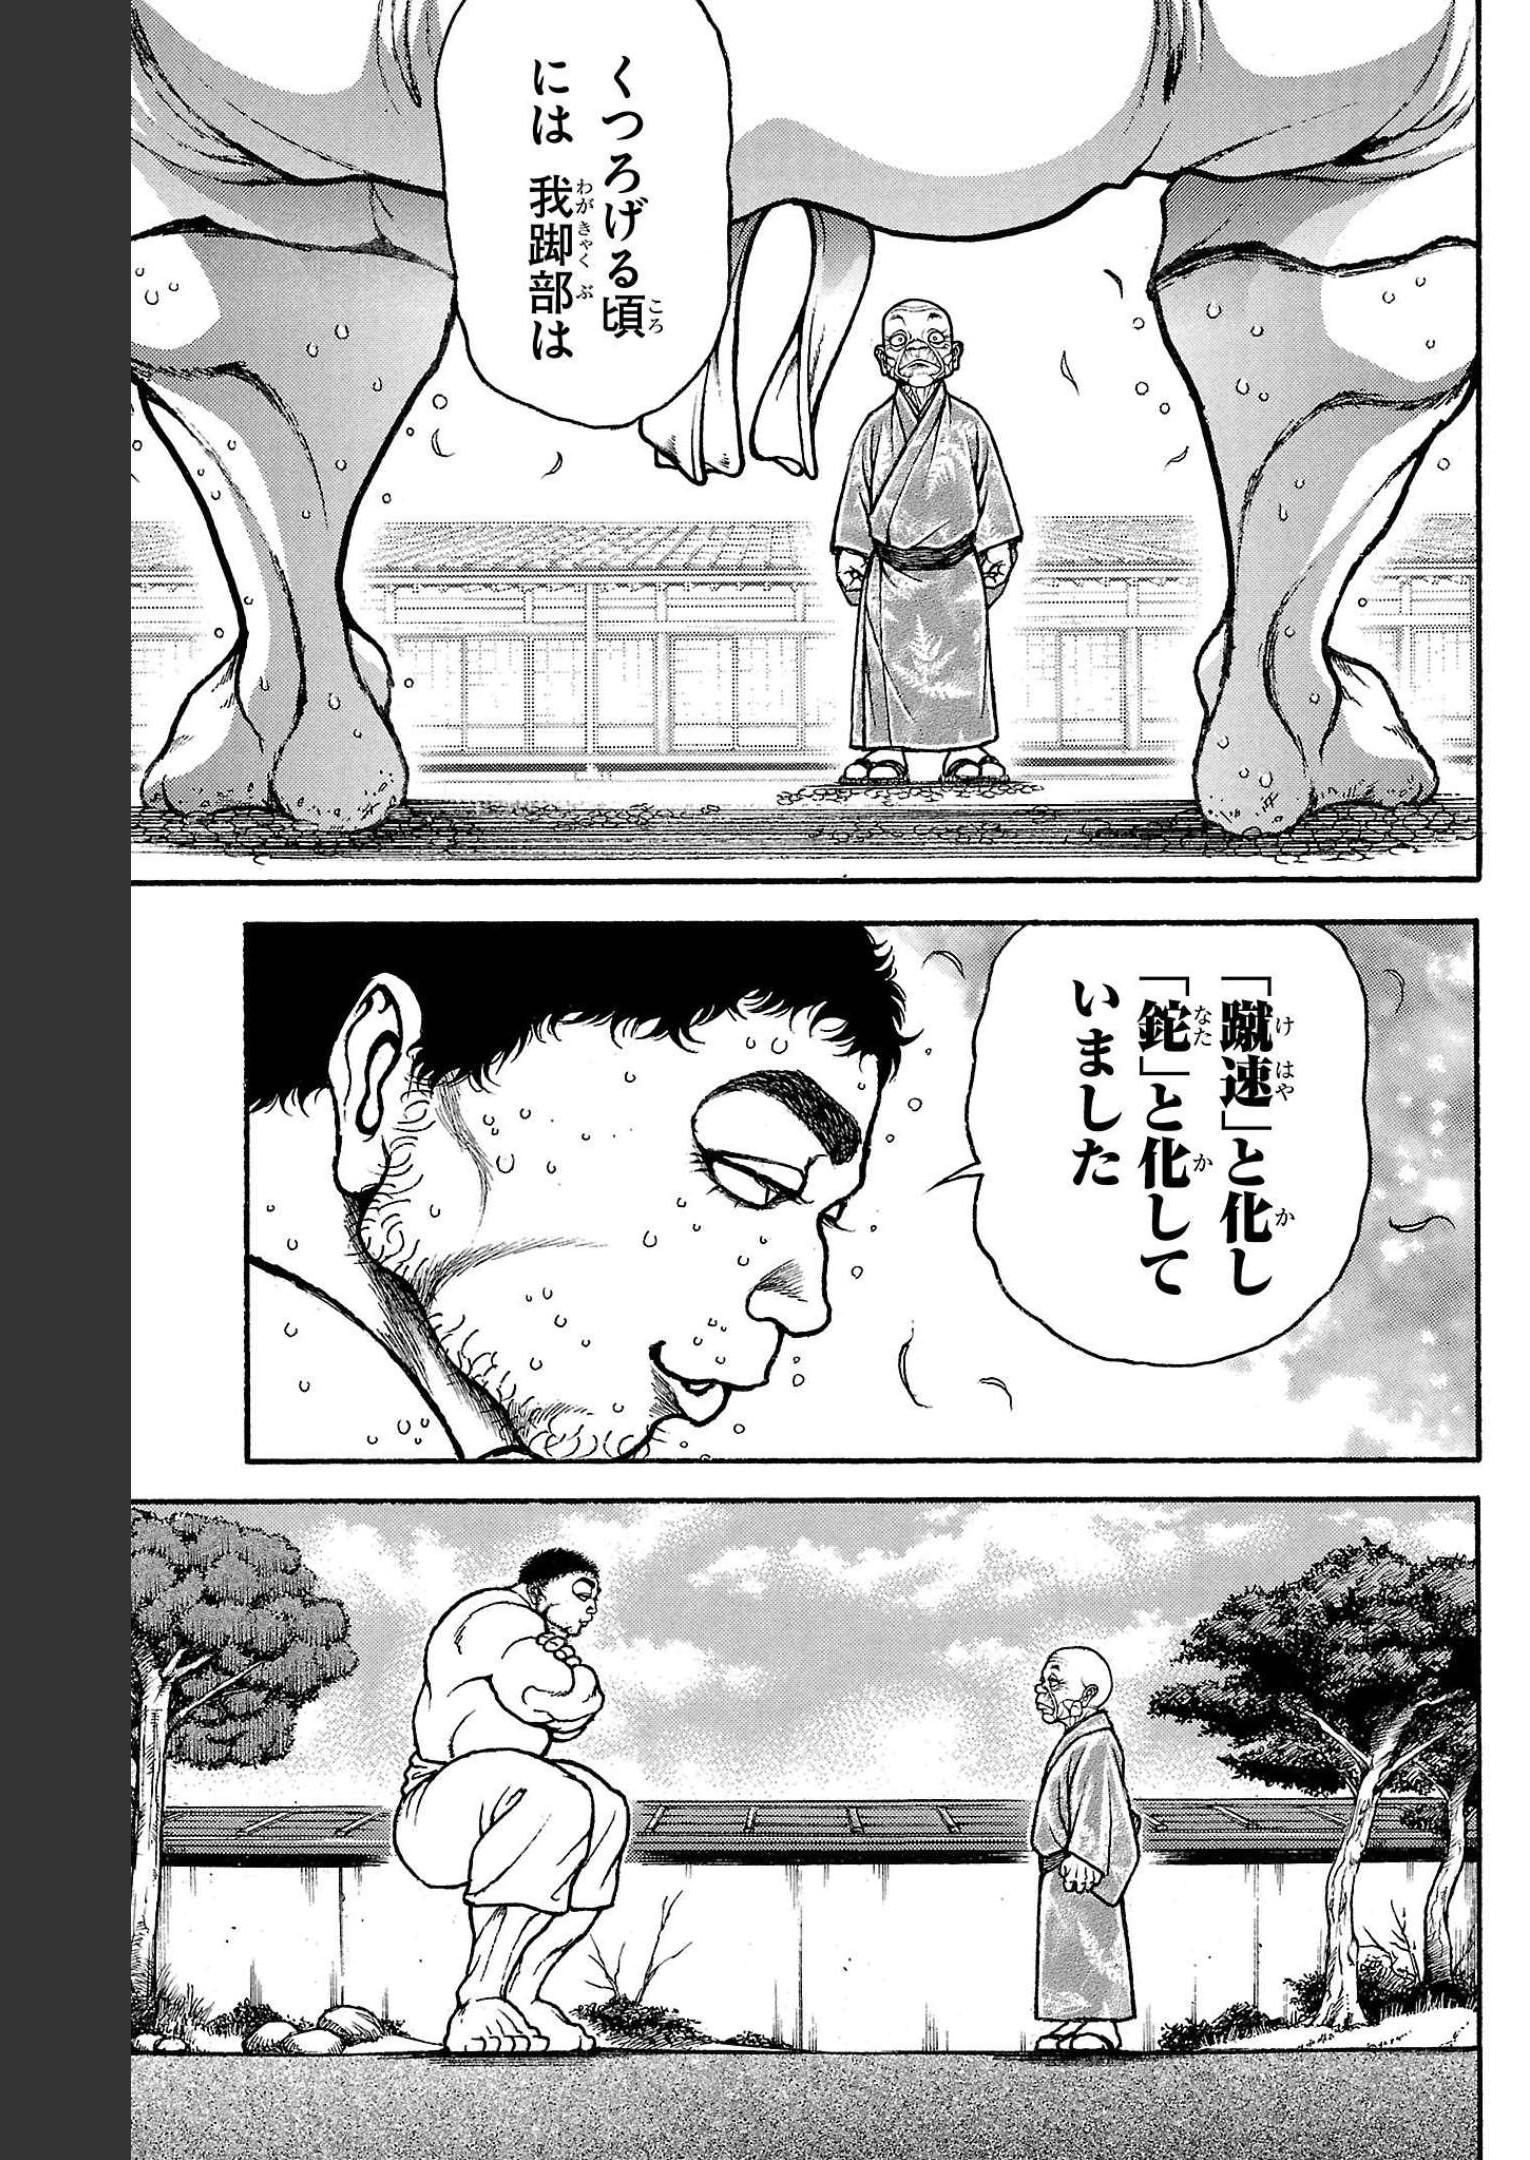 くつろげる頃
には 我脚部は
「蹴速」と化し
「鉈」と化して
いました